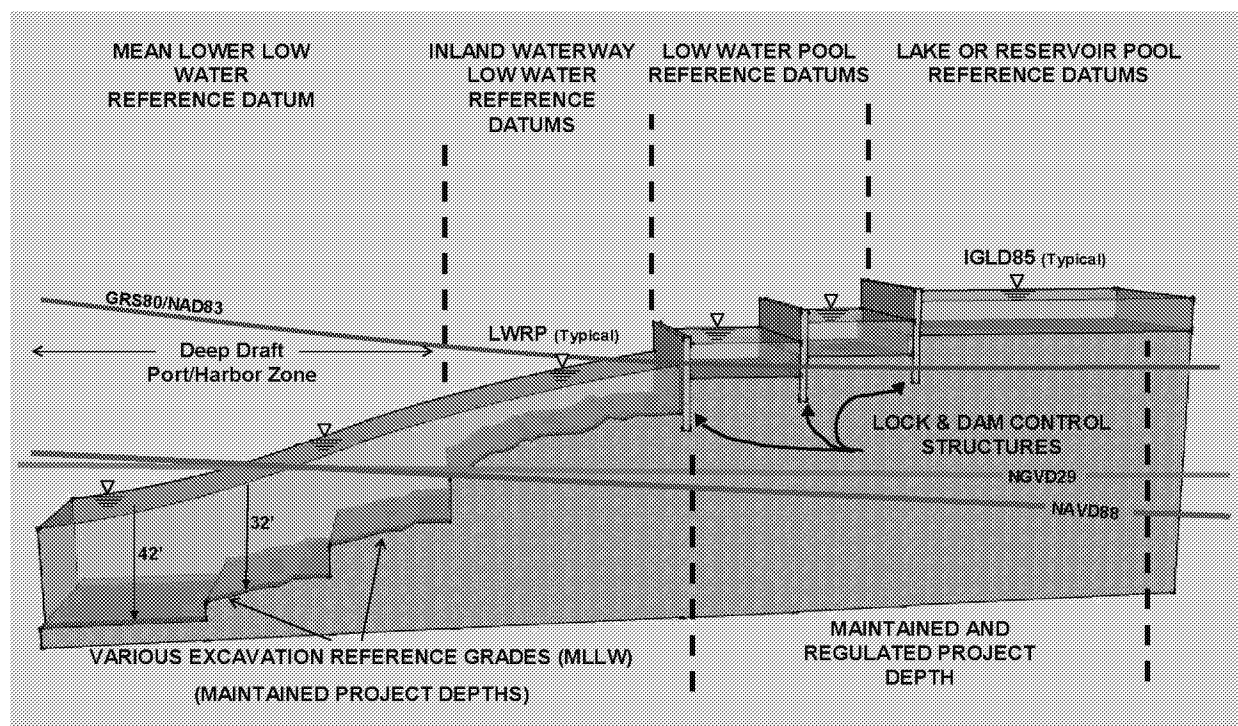 MEAN LOWER LOW
WATER
REFERENCE DATUM
INLAND WATERWAY
LOW WATER
REFERENCE
DATUMS
LOW WATER POOL
REFERENCE DATUMS
LAKE OR RESERVOIR POOL
REFERENCE DATUMS
IGLD85 (Typical)
GRS80/NAD83
LWRP (Typical)
Deep Draft
Port/Harbor Zone
LOCK & DAM CONTROL
STRUCTURES
NGVD29
NAVD88
32'
42'
VARIOUS EXCAVATION REFERENCE GRADES (MLLW)
(MAINTAINED PROJECT DEPTHS)
MAINTAINED AND
REGULATED PROJECT
DEPTH